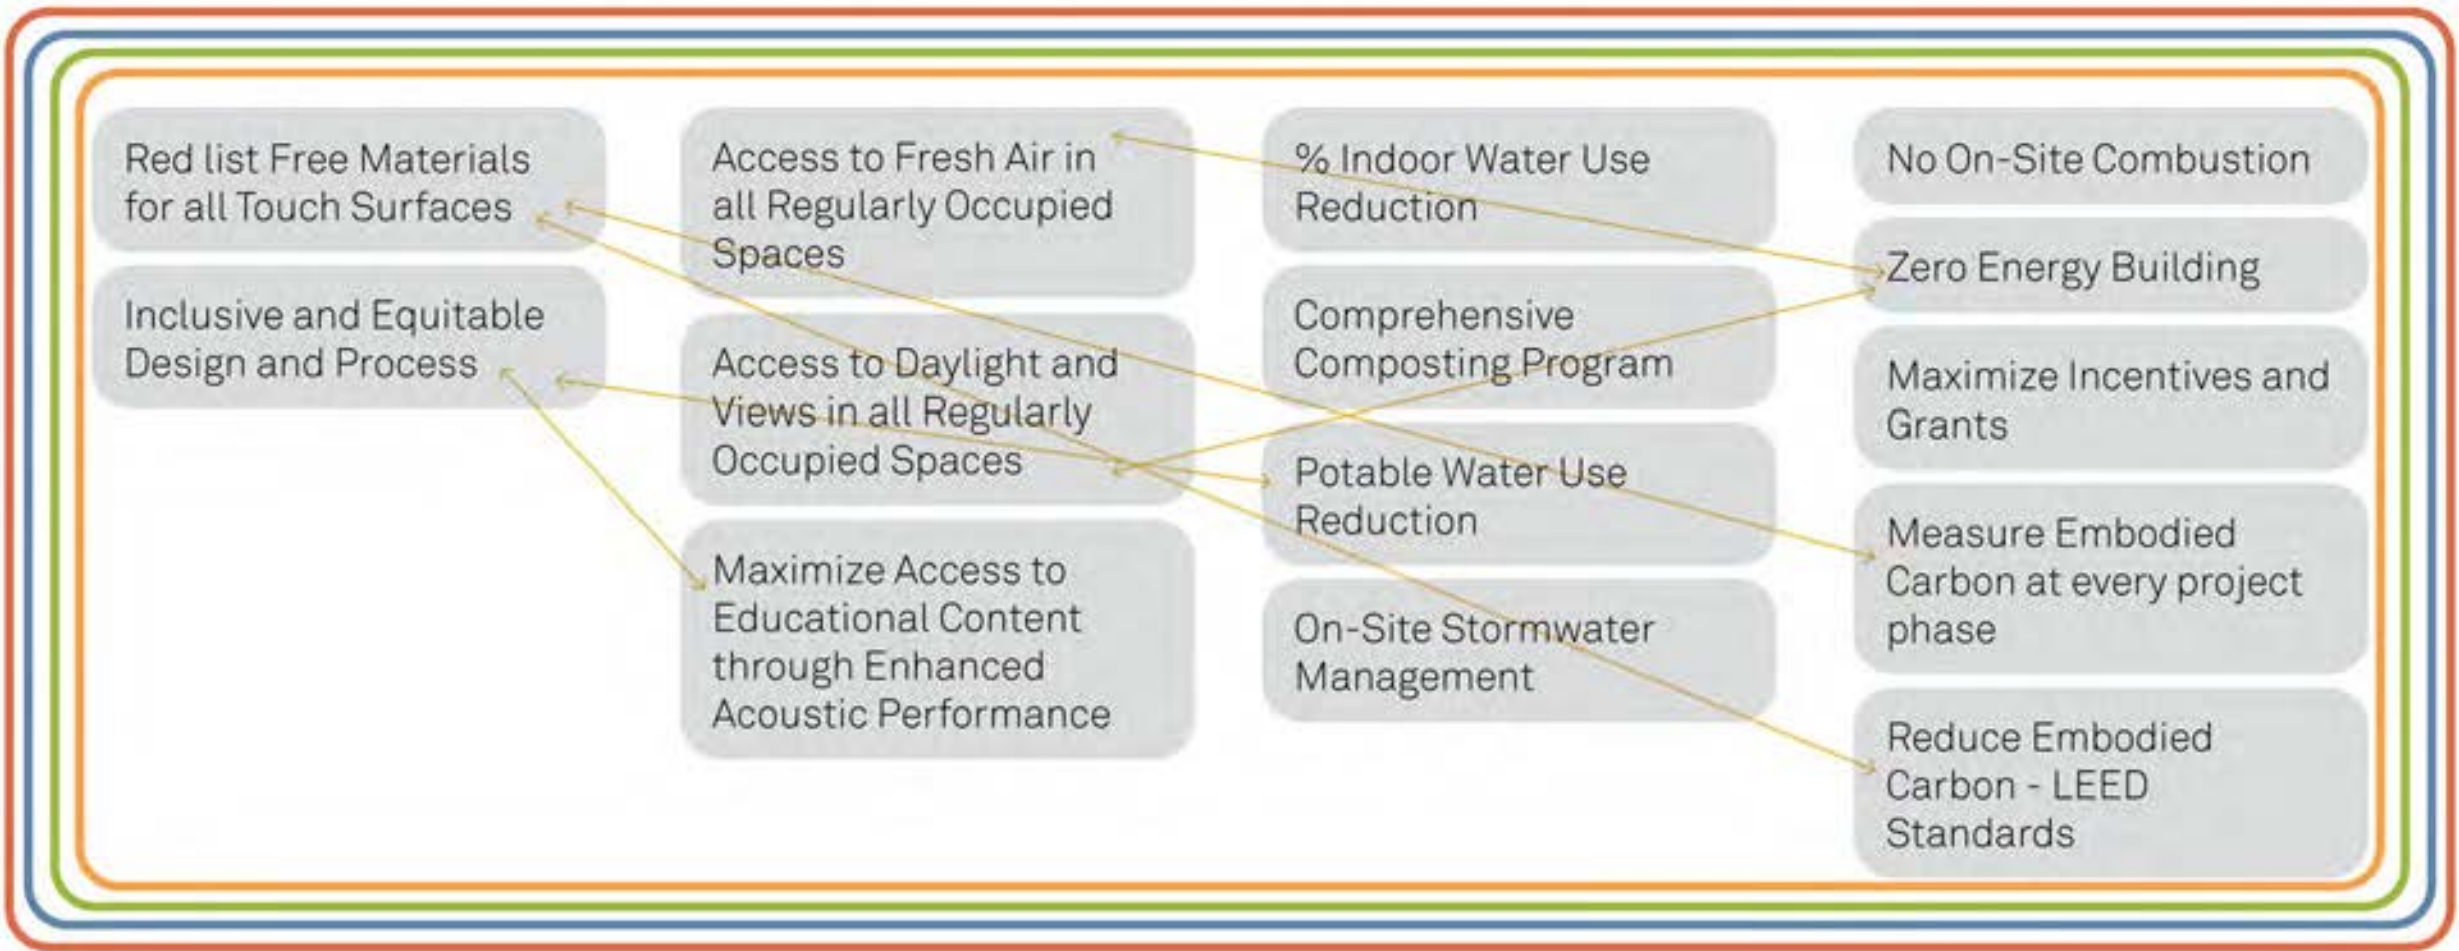 Red list Free Materials
for all Touch Surfaces
Inclusive and Equitable
Design and Process
Access to Fresh Air in
all Regularly Occupied
Spaces
Access to Daylight and
Views in all Regularly
Occupied Spaces
Maximize Access to
Educational Content
through Enhanced
Acoustic Performance
% Indoor Water Use
Reduction
Comprehensive
Composting Program
Potable Water Use
Reduction
On-Site Stormwater
Management
No On-Site Combustion
Zero Energy Building
Maximize Incentives and
Grants
Measure Embodied
Carbon at every project
phase
Reduce Embodied
Carbon - LEED
Standards